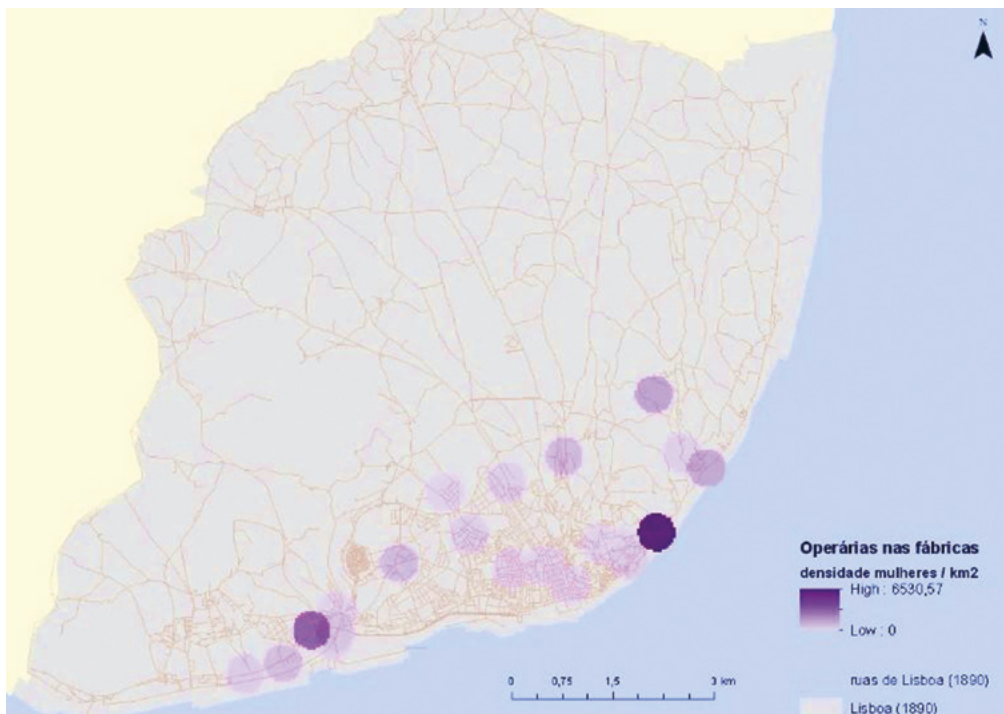 N
Operárias nas fábricas
densidade mulheres / km2
High : 6530,57
Low : 0
0 0,75 1,5 3 km
ruas de Lisboa (1890)
Lisboa (1890)